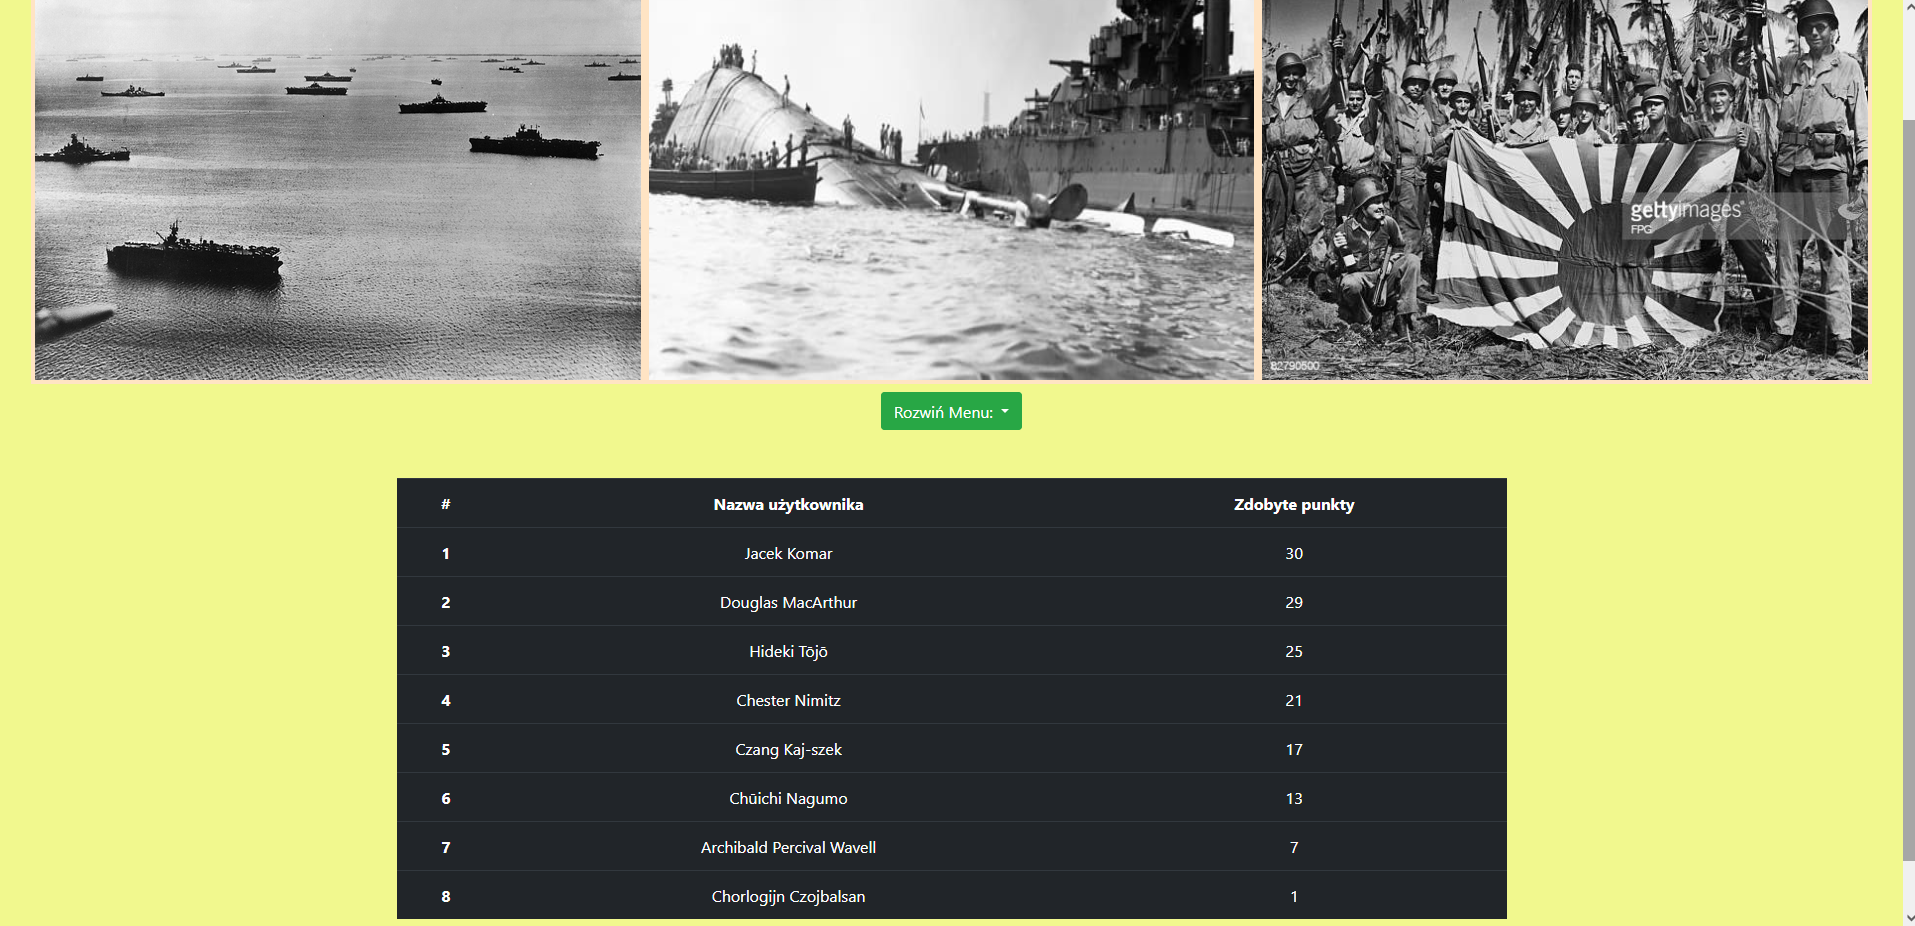 gettyimages
FPG
82790600
Rozwiń Menu:
# Nazwa użytkownika Zdobyte punkty
1 Jacek Komar 30
2 Douglas MacArthur 29
3 Hideki Tōjō 25
4 Chester Nimitz 21
5 Czang Kaj-szek 17
6 Chūichi Nagumo 13
7 Archibald Percival Wavell 7
8 Chorlogijn Czojbalsan 1